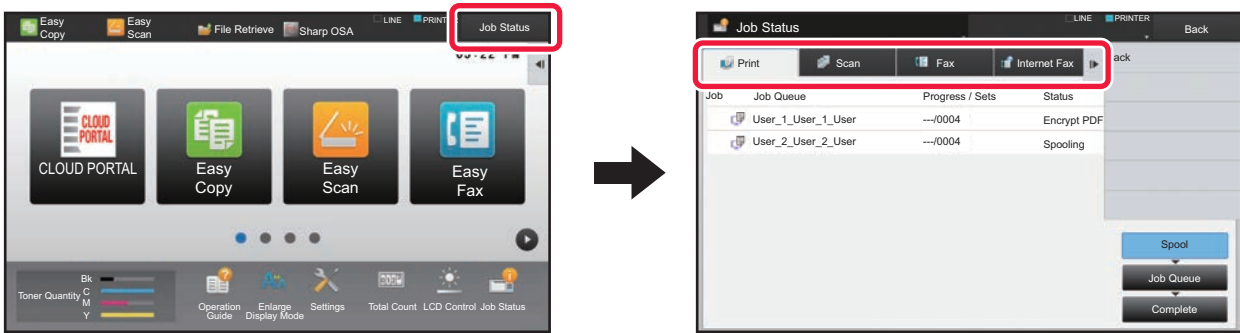 Easy Copy
Easy Scan
File Retrieve
Sharp OSA
LINE
PRINT
Job Status
CLOUD PORTAL
CLOUD PORTAL
Easy Copy
Easy Scan
Easy Fax
Toner Quantity
Bk
C
M
Y
Operation Guide
Enlarge Display Mode
Settings
Total Count
LCD Control
Job Status
Job Status
LINE
PRINTER
Back
Print
Scan
Fax
Internet Fax
ack
Job
Job Queue
Progress / Sets
Status
User_1_User_1_User
---/0004
Encrypt PDF
User_2_User_2_User
---/0004
Spooling
Spool
Job Queue
Complete